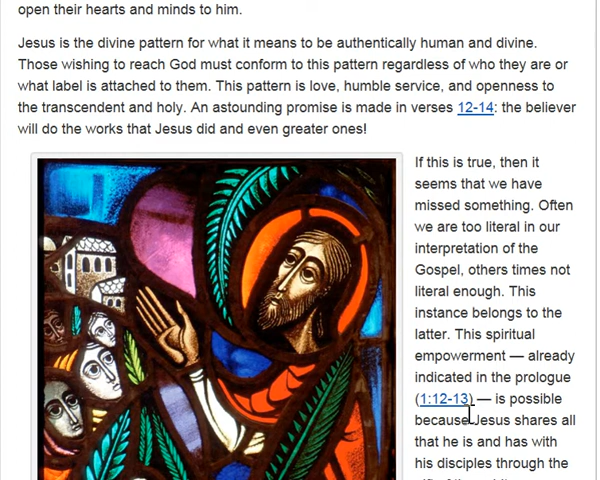 open their hearts and minds to him.
Jesus is the divine pattern for what it means to be authentically human and divine.
Those wishing to reach God must conform to this pattern regardless of who they are or
what label is attached to them. This pattern is love, humble service, and openness to
the transcendent and holy. An astounding promise is made in verses 12-14: the believer
will do the works that Jesus did and even greater ones!
If this is true, then it
seems that we have
missed something. Often
we are too literal in our
interpretation of the
Gospel, others times not
literal enough. This
instance belongs to the
latter. This spiritual
empowerment — already
indicated in the prologue
(1:12-13) — is possible
because Jesus shares all
that he is and has with
his disciples through the